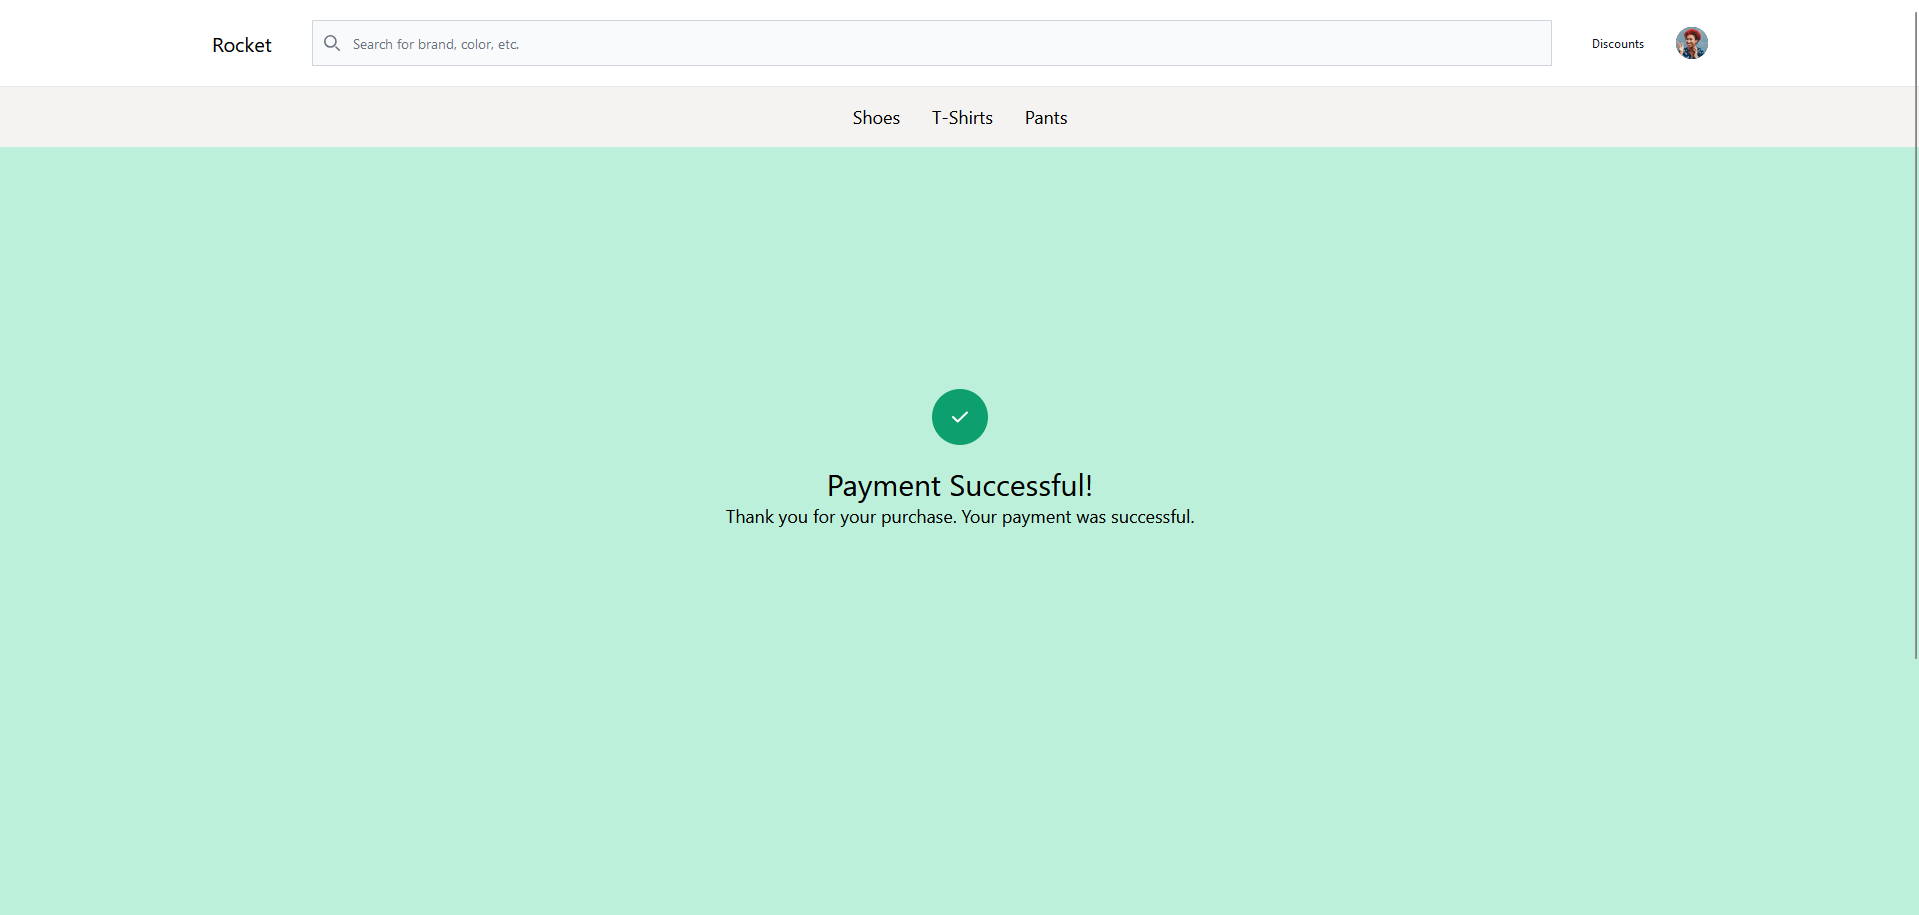 Rocket
Search for brand, color, etc.
Discounts
Shoes T-Shirts Pants
Payment Successful!
Thank you for your purchase. Your payment was successful.